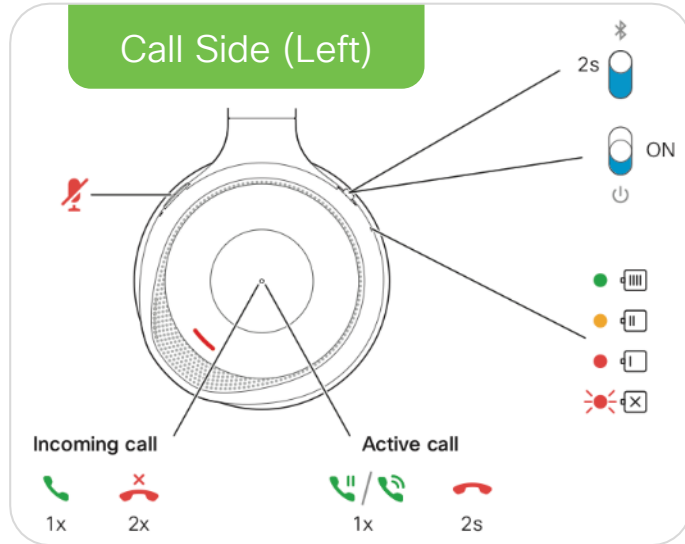 Call Side (Left)
2s
ON
Incoming call
Active call
1x
2x
1x
2s